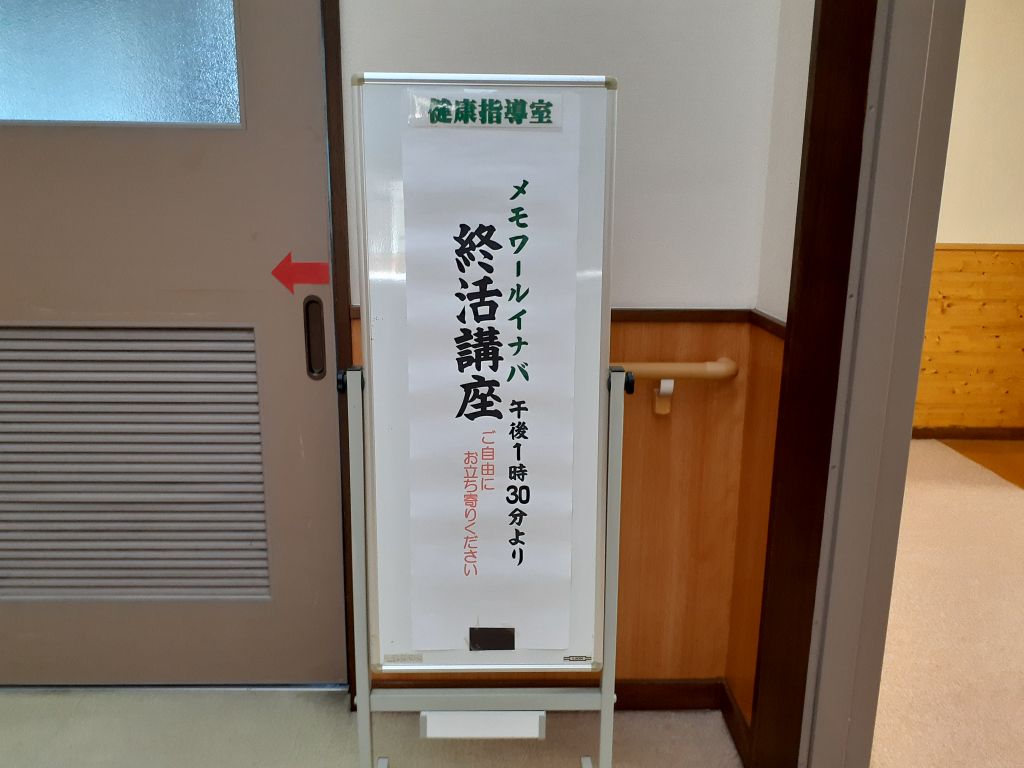 健康指導室
メモワールイナバ 午後1時30分より
終活講座
ご自由に
お立ち寄りください